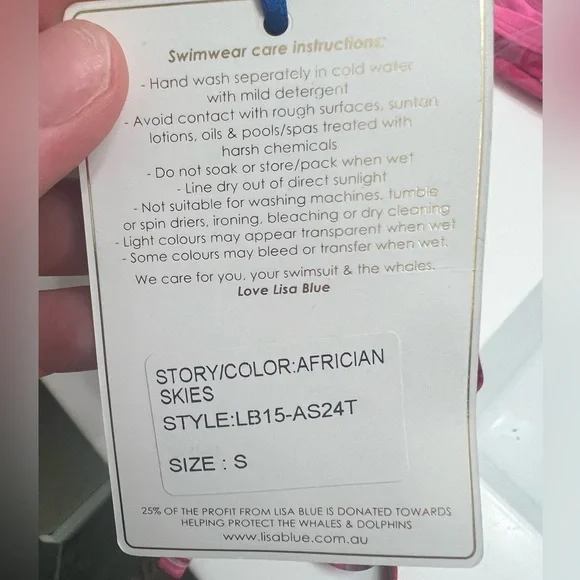 Swimwear care instructions:
- Hand wash seperately in cold water
with mild detergent
- Avoid contact with rough surfaces, suntan
lotions, oils & pools/spas treated with
harsh chemicals
- Do not soak or store/pack when wet
- Line dry out of direct sunlight
- Not suitable for washing machines, tumble
or spin driers, ironing, bleaching or dry cleaning
- Light colours may appear transparent when wet
- Some colours may bleed or transfer when wet.
We care for you, your swimsuit & the whales.
Love Lisa Blue
STORY/COLOR:AFRICIAN
SKIES
STYLE:LB15-AS24T
SIZE : S
25% OF THE PROFIT FROM LISA BLUE IS DONATED TOWARDS
HELPING PROTECT THE WHALES & DOLPHINS
www.lisablue.com.au